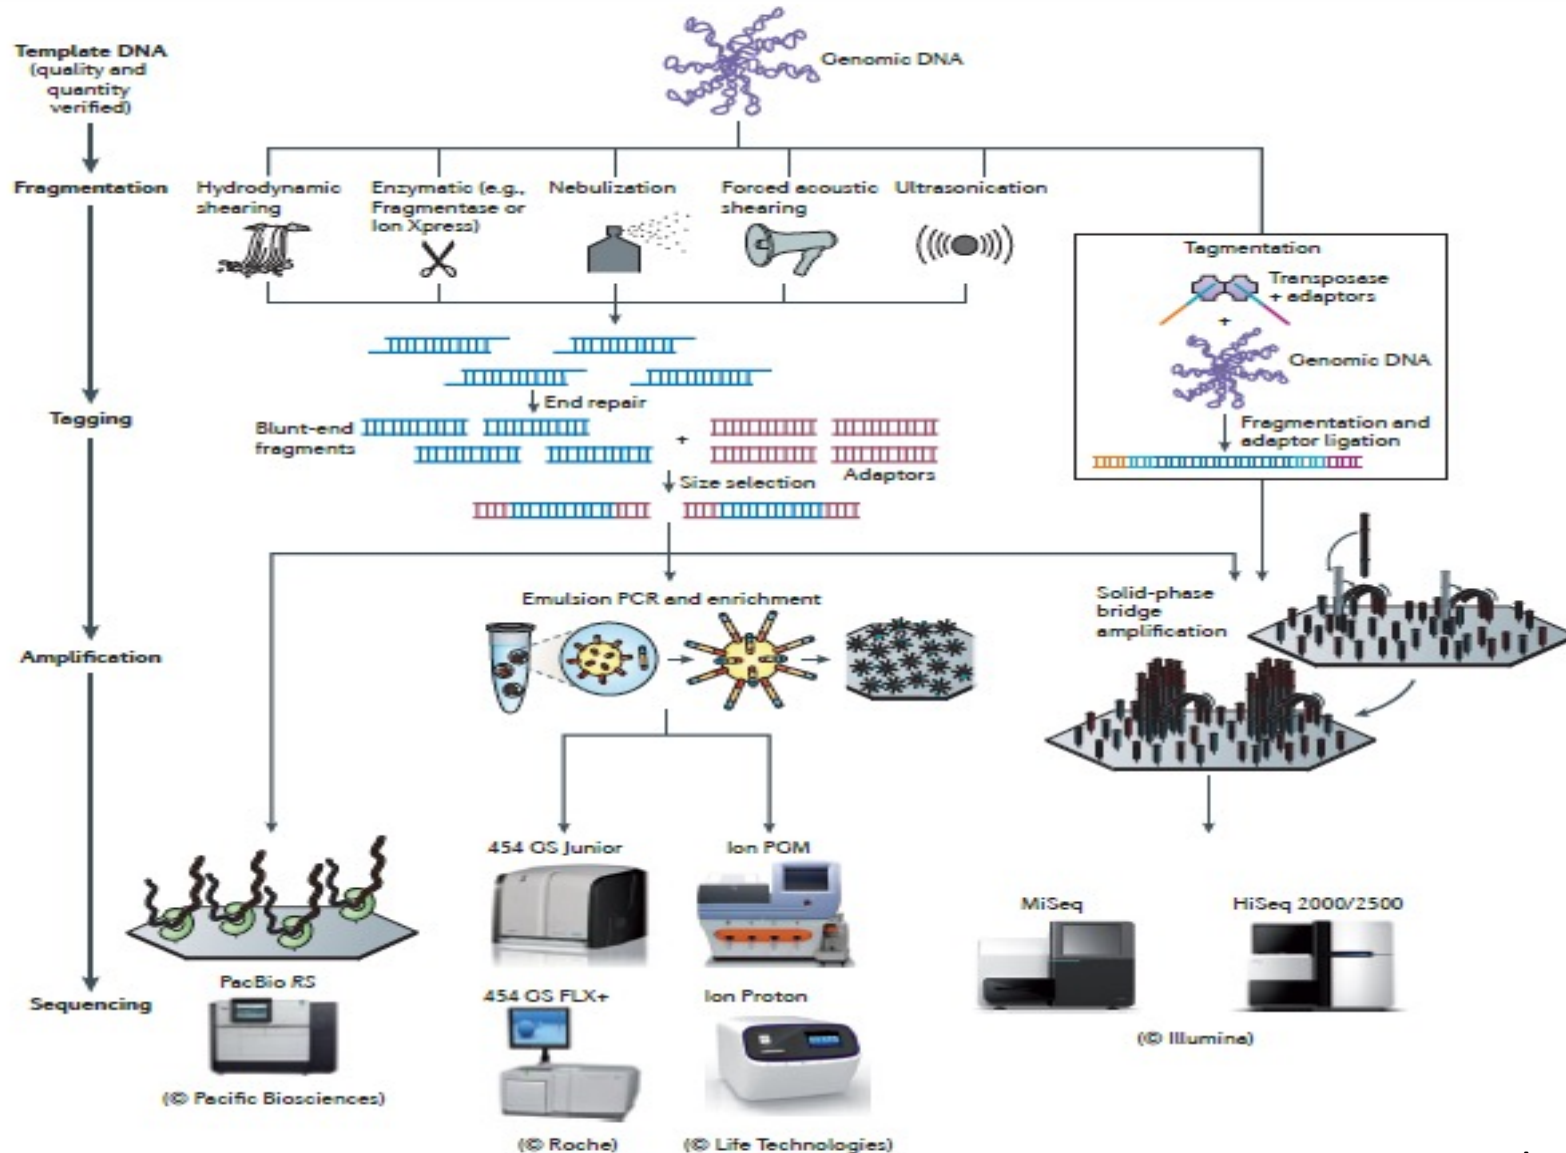 Template DNA
(quality and
quantity
verified)
Genomic DNA
Fragmentation
Hydrodynamic
shearing
Enzymatic (e.g.,
Fragmentase or
Ion Xpress)
Nebulization
Forced acoustic
shearing
Ultrasonication
Tagmentation
Transposase
+ adaptors
+
Genomic DNA
Fragmentation and
adaptor ligation
Tagging
End repair
Blunt-end
fragments
+
Adaptors
Size selection
Amplification
Emulsion PCR and enrichment
Solid-phase
bridge
amplification
Sequencing
PacBio RS
(© Pacific Biosciences)
454 GS Junior
454 GS FLX+
(© Roche)
Ion PGM
Ion Proton
(© Life Technologies)
MiSeq
HiSeq 2000/2500
(© Illumina)